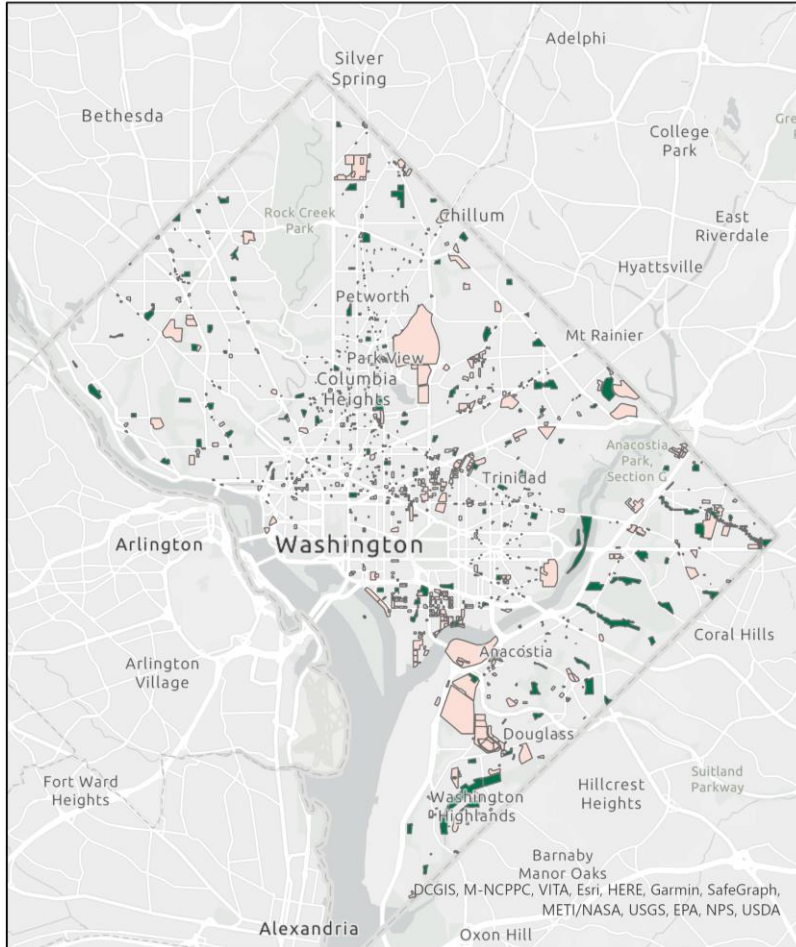 Adelphi
Silver
Spring
Bethesda
College
Park
Rock Creek
Park
Chillum
East
Riverdale
Hyattsville
Petworth
Mt Rainier
Park View
Columbia
Heights
Anacostia
Park,
Section G
Trinidad
Arlington
Washington
Coral Hills
Anacostia
Arlington
Village
Douglass
Fort Ward
Heights
Hillcrest
Heights
Suitland
Parkway
Washington
Highlands
Barnaby
Manor Oaks
DCGIS, M-NCPPC, VITA, Esri, HERE, Garmin, SafeGraph,
METI/NASA, USGS, EPA, NPS, USDA
Alexandria
Oxon Hill